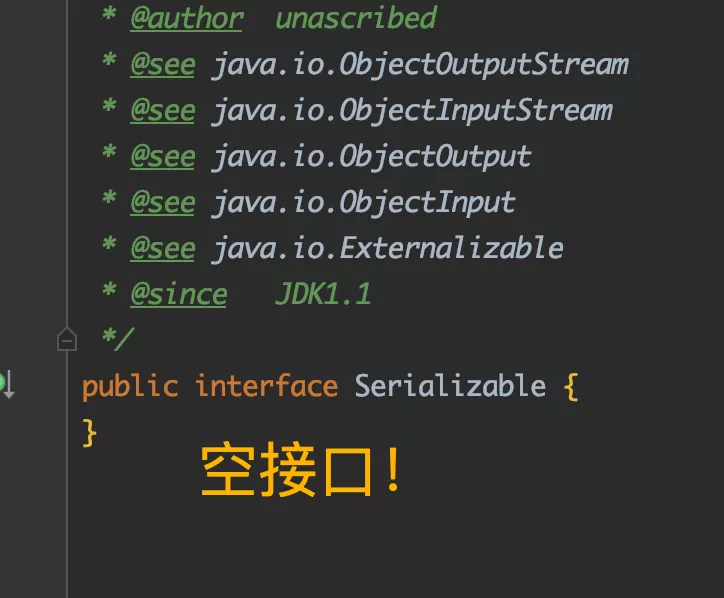 * @author  unascribed
* @see java.io.ObjectOutputStream
* @see java.io.ObjectInputStream
* @see java.io.ObjectOutput
* @see java.io.ObjectInput
* @see java.io.Externalizable
* @since   JDK1.1
*/
public interface Serializable {
}
空接口！